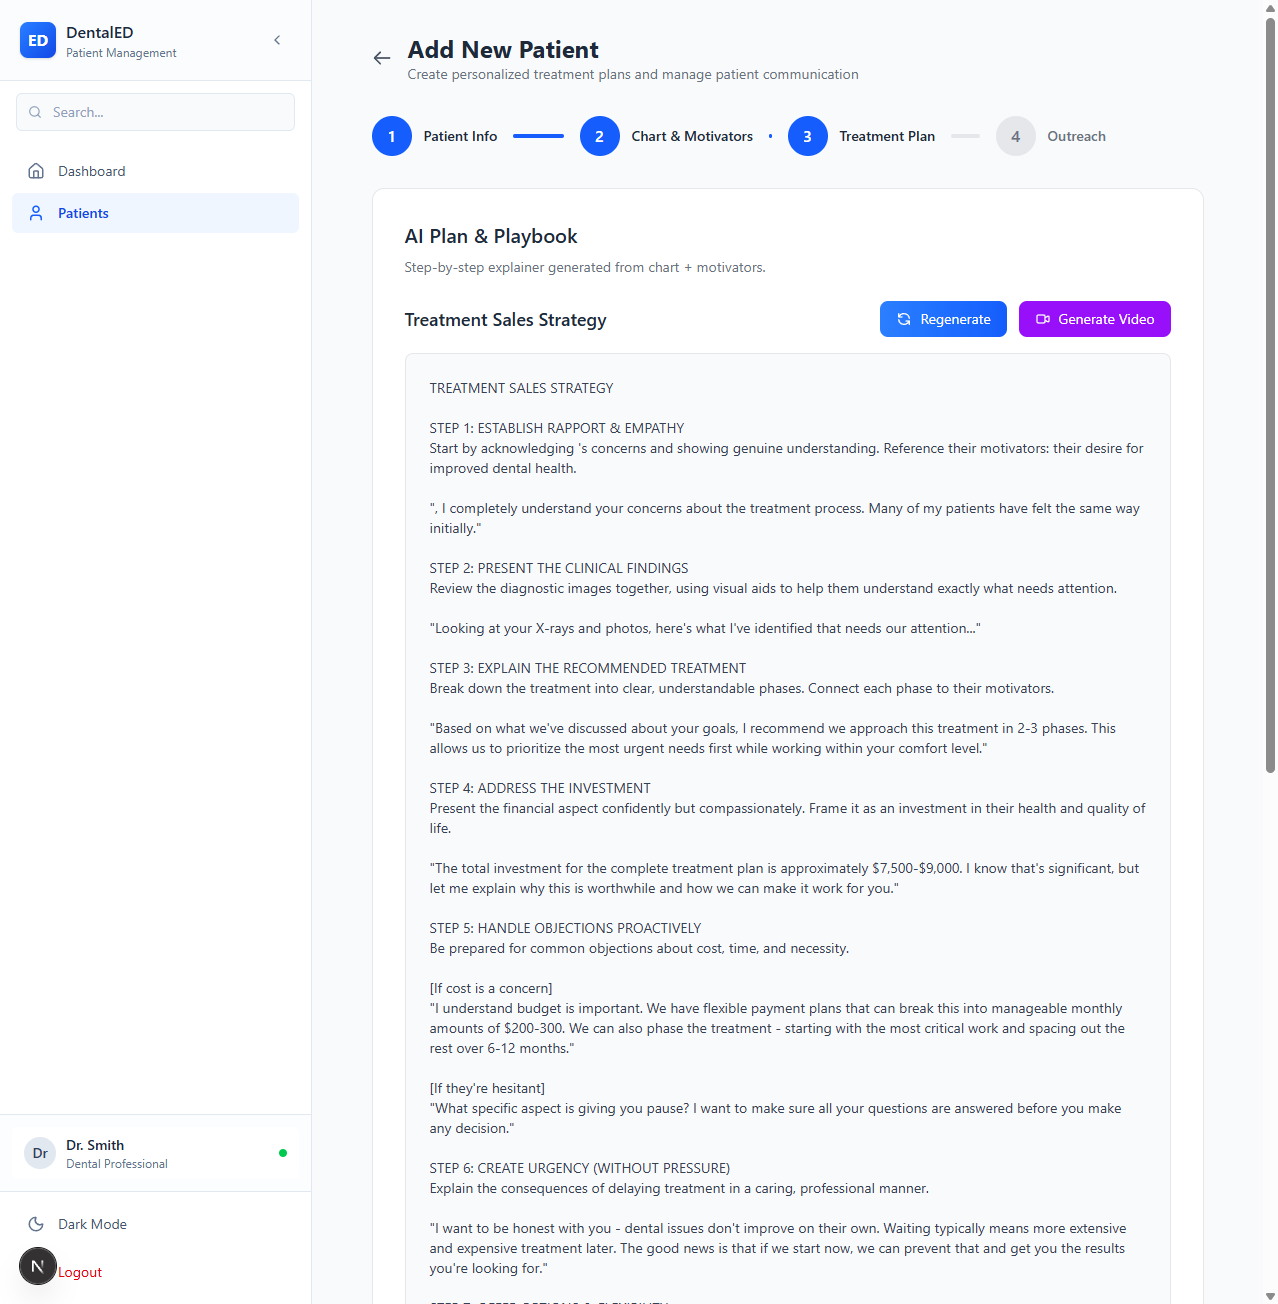 ED
DentalED
Patient Management
Search...
Dashboard
Patients
Dr
Dr. Smith
Dental Professional
Dark Mode
N
Logout
Add New Patient
Create personalized treatment plans and manage patient communication
1
Patient Info
2
Chart & Motivators
3
Treatment Plan
4
Outreach
AI Plan & Playbook
Step-by-step explainer generated from chart + motivators.
Treatment Sales Strategy
Regenerate
Generate Video
TREATMENT SALES STRATEGY
STEP 1: ESTABLISH RAPPORT & EMPATHY
Start by acknowledging 's concerns and showing genuine understanding. Reference their motivators: their desire for
improved dental health.
", I completely understand your concerns about the treatment process. Many of my patients have felt the same way
initially."
STEP 2: PRESENT THE CLINICAL FINDINGS
Review the diagnostic images together, using visual aids to help them understand exactly what needs attention.
"Looking at your X-rays and photos, here's what I've identified that needs our attention..."
STEP 3: EXPLAIN THE RECOMMENDED TREATMENT
Break down the treatment into clear, understandable phases. Connect each phase to their motivators.
"Based on what we've discussed about your goals, I recommend we approach this treatment in 2-3 phases. This
allows us to prioritize the most urgent needs first while working within your comfort level."
STEP 4: ADDRESS THE INVESTMENT
Present the financial aspect confidently but compassionately. Frame it as an investment in their health and quality of
life.
"The total investment for the complete treatment plan is approximately $7,500-$9,000. I know that's significant, but
let me explain why this is worthwhile and how we can make it work for you."
STEP 5: HANDLE OBJECTIONS PROACTIVELY
Be prepared for common objections about cost, time, and necessity.
[If cost is a concern]
"I understand budget is important. We have flexible payment plans that can break this into manageable monthly
amounts of $200-300. We can also phase the treatment - starting with the most critical work and spacing out the
rest over 6-12 months."
[If they're hesitant]
"What specific aspect is giving you pause? I want to make sure all your questions are answered before you make
any decision."
STEP 6: CREATE URGENCY (WITHOUT PRESSURE)
Explain the consequences of delaying treatment in a caring, professional manner.
"I want to be honest with you - dental issues don't improve on their own. Waiting typically means more extensive
and expensive treatment later. The good news is that if we start now, we can prevent that and get you the results
you're looking for."